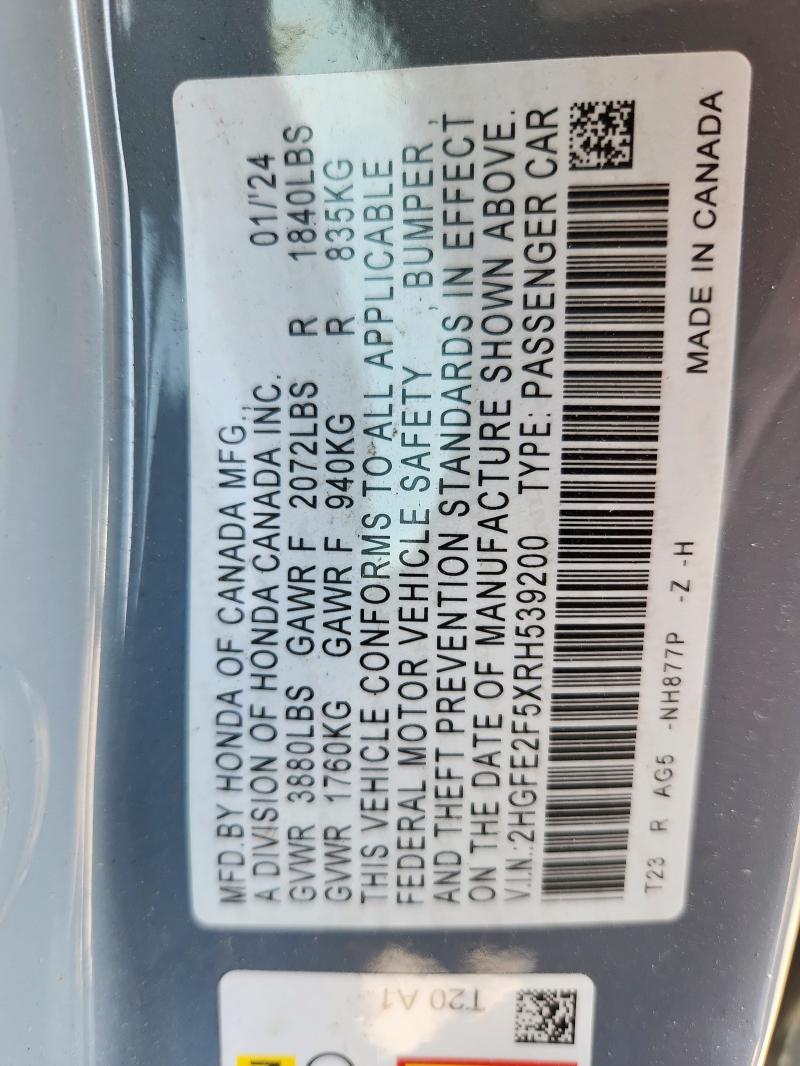 MFD.BY HONDA OF CANADA MFG., 01/'24
A DIVISION OF HONDA CANADA INC.
GVWR 3880LBS GAWR F 2072LBS R 1840LBS
GVWR 1760KG GAWR F 940KG R 835KG
THIS VEHICLE CONFORMS TO ALL APPLICABLE
FEDERAL MOTOR VEHICLE SAFETY , BUMPER ,
AND THEFT PREVENTION STANDARDS IN EFFECT
ON THE DATE OF MANUFACTURE SHOWN ABOVE.
V.I.N.:2HGFE2F5XRH539200 TYPE: PASSENGER CAR
T23 R AG5 -NH877P -Z -H
MADE IN CANADA
T20 A1